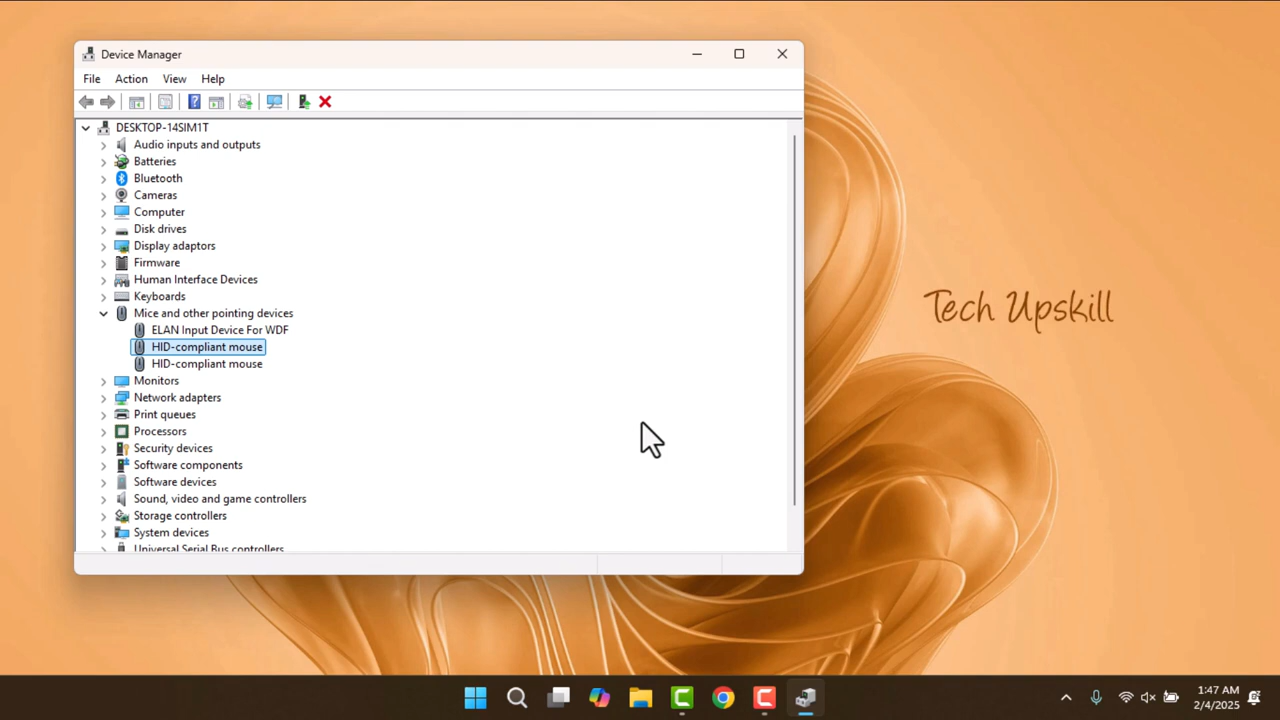 Device Manager
File Action View Help
DESKTOP-14SIM1T
Audio inputs and outputs
Batteries
Bluetooth
Cameras
Computer
Disk drives
Display adaptors
Firmware
Human Interface Devices
Keyboards
Mice and other pointing devices
ELAN Input Device For WDF
HID-compliant mouse
HID-compliant mouse
Monitors
Network adapters
Print queues
Processors
Security devices
Software components
Software devices
Sound, video and game controllers
Storage controllers
System devices
Universal Serial Bus controllers
Tech Upskill
1:47 AM
2/4/2025